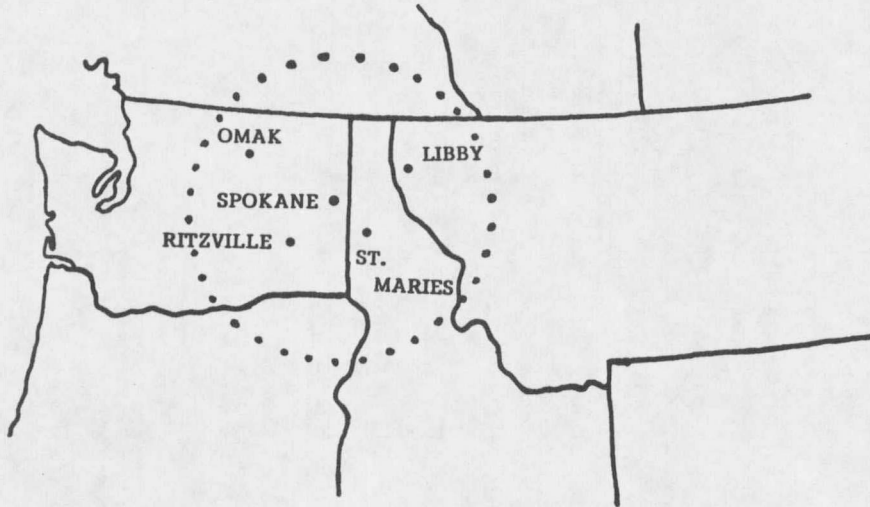 OMAK
LIBBY
SPOKANE
RITZVILLE
ST.
MARIES